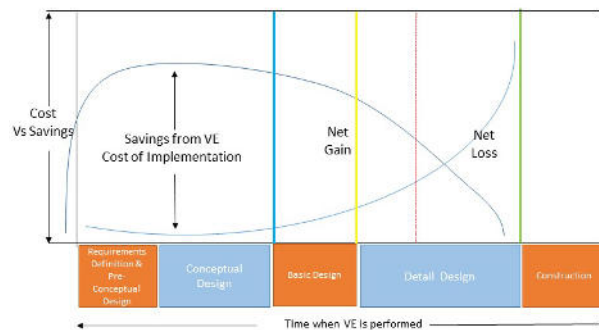 Cost
Vs Savings
Savings from VE
Cost of Implementation
Net
Gain
Net
Loss
Requirements
Definition &
Pre-
Conceptual
Design
Conceptual
Design
Basic Design
Detail Design
Construction
Time when VE Is performed